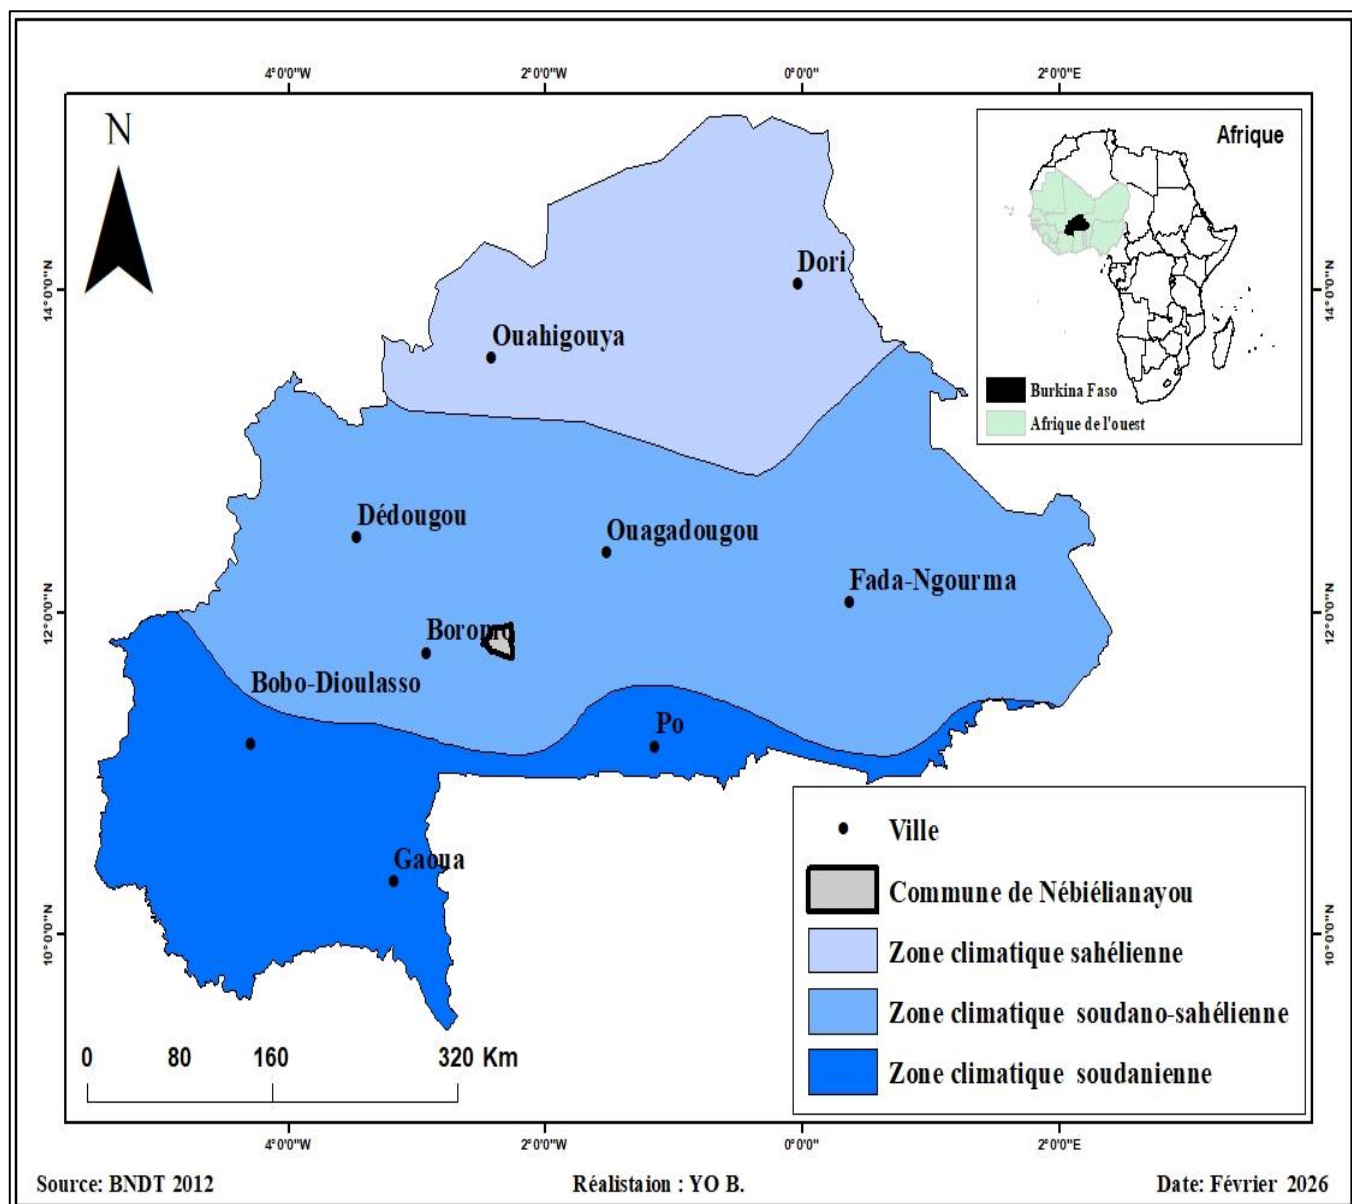 4°0'0"W 2°0'0"W 0°0'0" 2°0'0"E
N
Afrique
Burkina Faso
Afrique de l'ouest
14°0'0"N
14°0'0"N
Dori
Ouahigouya
Dédougou
Ouagadougou
Fada-Ngourma
12°0'0"N
12°0'0"N
Boromo
Bobo-Dioulasso
Po
Gaoua
10°0'0"N
10°0'0"N
Ville
Commune de Nébiélianayou
Zone climatique sahélienne
Zone climatique soudano-sahélienne
Zone climatique soudanienne
0 80 160 320 Km
4°0'0"W 2°0'0"W 0°0'0" 2°0'0"E
Source: BNDT 2012 Réalistaion : YO B. Date: Février 2026